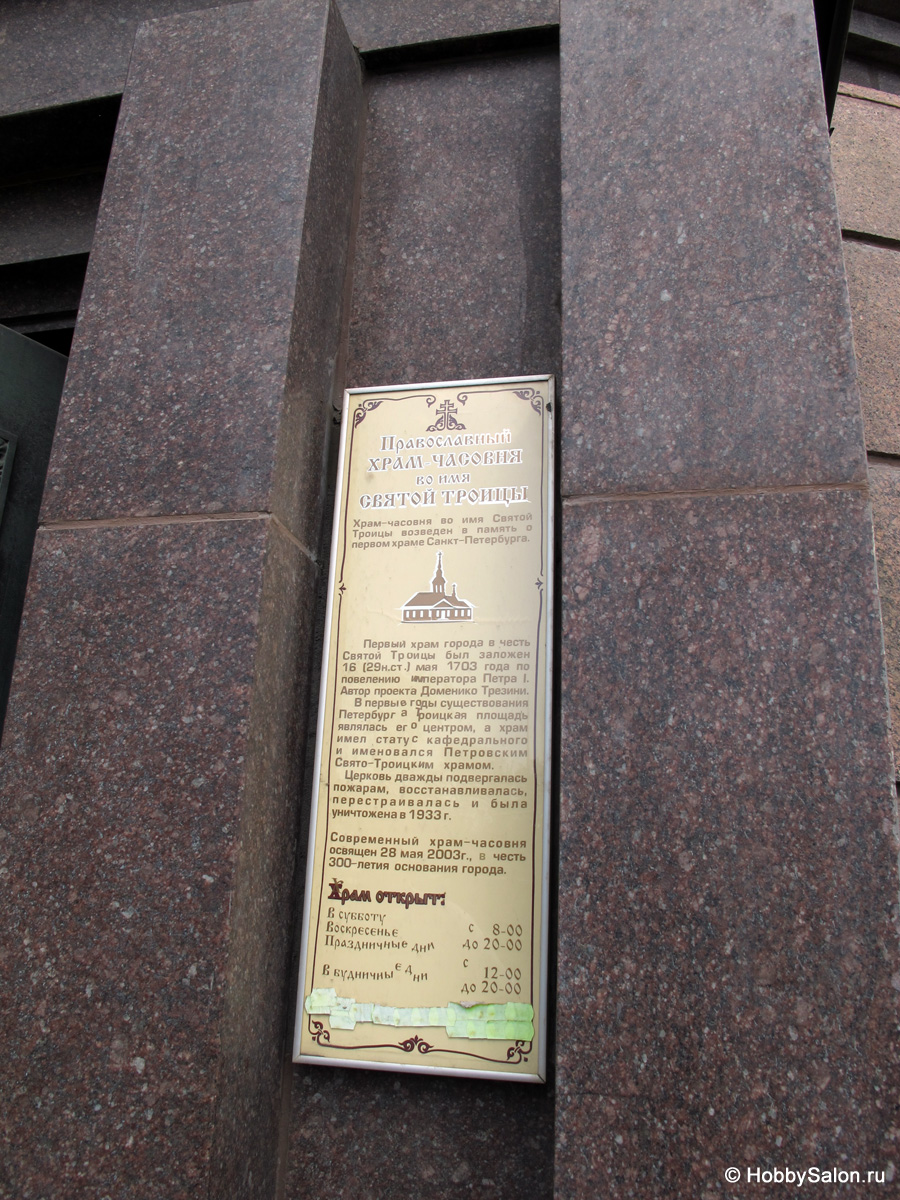 Православный
ХРАМ-ЧАСОВНЯ
во имя
СВЯТОЙ ТРОИЦЫ
Храм-часовня во имя Святой
Троицы возведен в память о
первом храме Санкт-Петербурга.
Первый храм города в честь
Святой Троицы был заложен
16 (29н.ст.) мая 1703 года по
повелению императора Петра I.
Автор проекта Доменико Трезини.
В первые годы существования
Петербурга Троицкая площадь
являлась его центром, а храм
имел статус кафедрального
и именовался Петровским
Свято-Троицким храмом.
Церковь дважды подвергалась
пожарам, восстанавливалась,
перестраивалась и была
уничтожена в 1933 г.
Современный храм-часовня
освящен 28 мая 2003г., в честь
300-летия основания города.
Храм открыт:
В субботу
Воскресенье с 8-00
Праздничные дни до 20-00
с
В будничные дни 12-00
до 20-00
© HobbySalon.ru